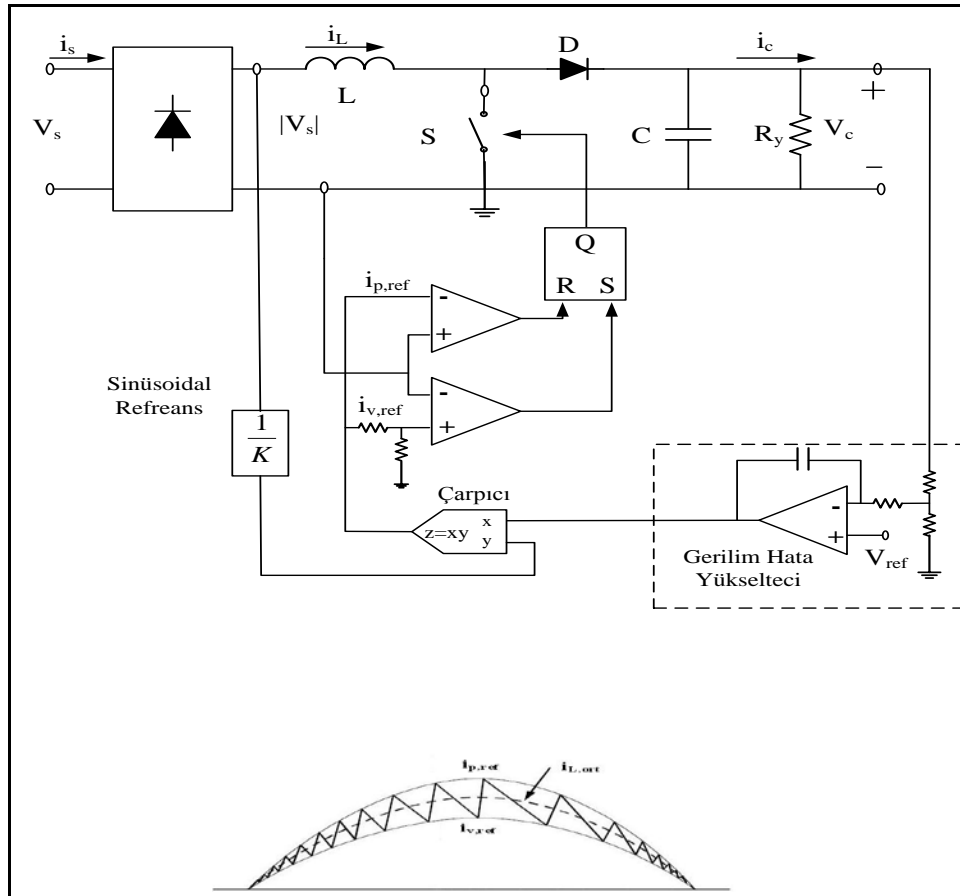 i_s
i_L
D
i_c
L
+
V_s
|V_s|
S
C
R_y
V_c
–
Q
R S
i_p,ref
-
+
Sinüsoidal
Refreans
-
i_v,ref
+
1
K
Çarpıcı
x
z=xy
y
-
+
V_ref
Gerilim Hata
Yükselteci
i_p,ref
i_L,ort
i_v,ref